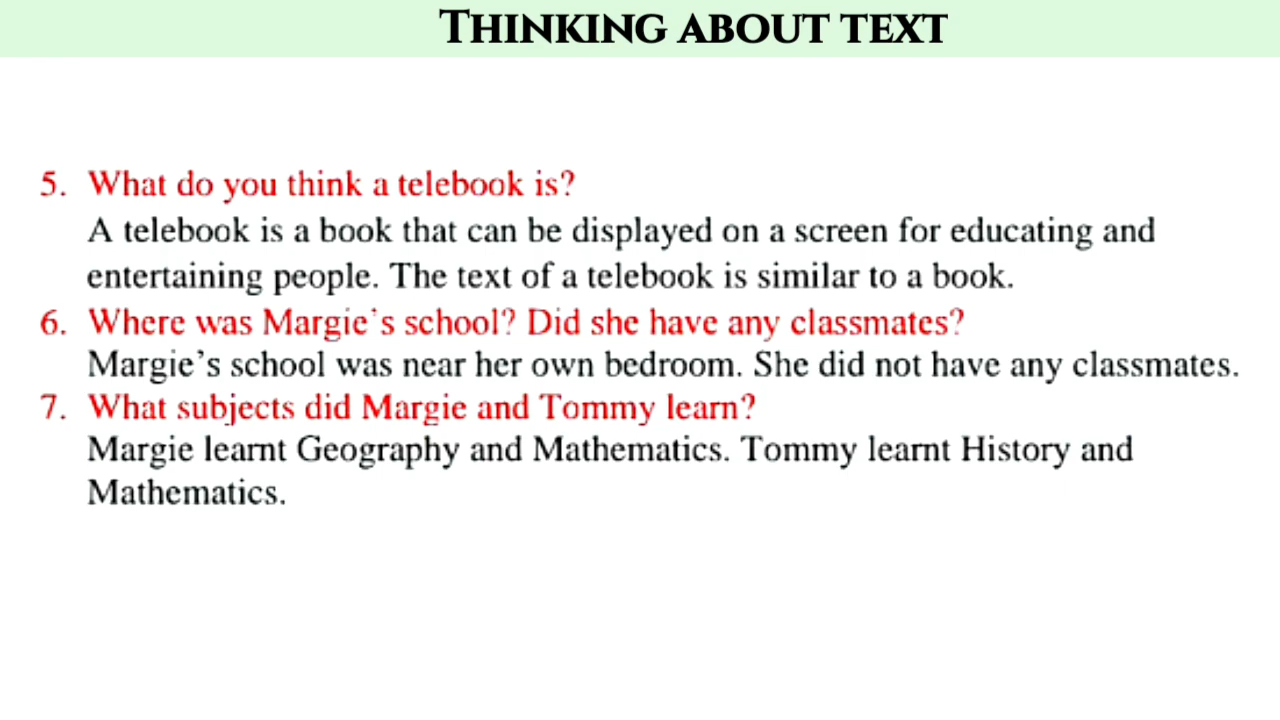 THINKING ABOUT TEXT
5. What do you think a telebook is?
A telebook is a book that can be displayed on a screen for educating and
entertaining people. The text of a telebook is similar to a book.
6. Where was Margie's school? Did she have any classmates?
Margie's school was near her own bedroom. She did not have any classmates.
7. What subjects did Margie and Tommy learn?
Margie learnt Geography and Mathematics. Tommy learnt History and
Mathematics.